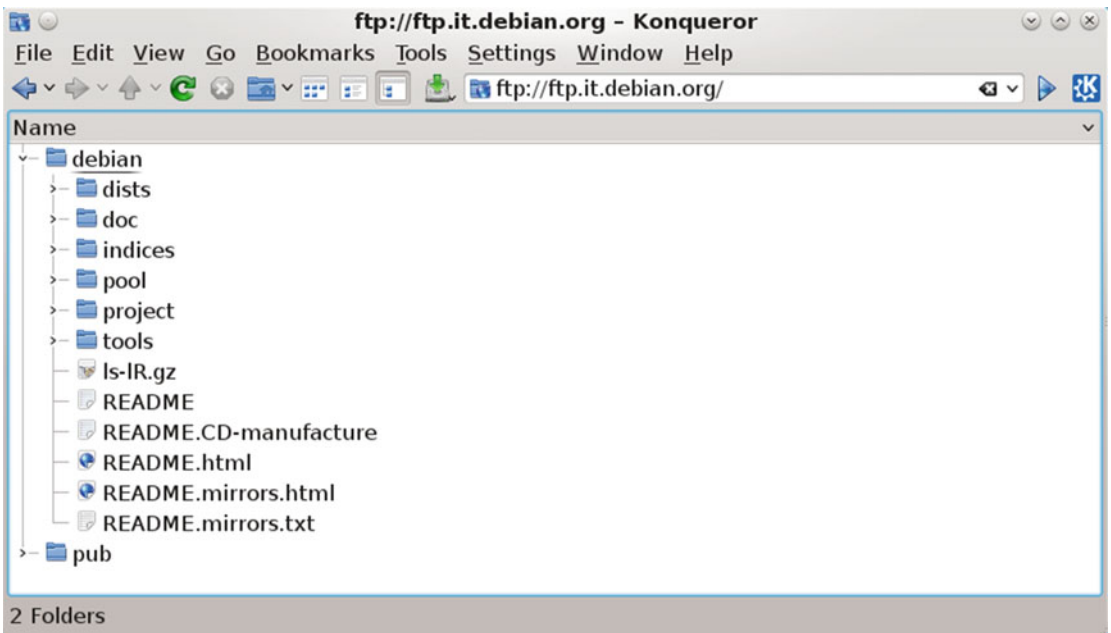 ftp://ftp.it.debian.org – Konqueror
File Edit View Go Bookmarks Tools Settings Window Help
ftp://ftp.it.debian.org/
Name
debian
dists
doc
indices
pool
project
tools
ls-lR.gz
README
README.CD-manufacture
README.html
README.mirrors.html
README.mirrors.txt
pub
2 Folders